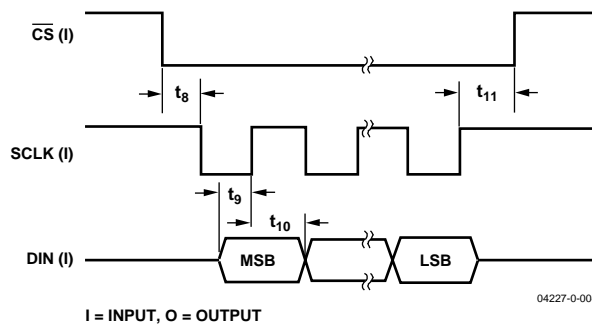 CS (I)
t8
t11
SCLK (I)
t9
t10
DIN (I)
MSB
LSB
04227-0-00
I = INPUT, O = OUTPUT